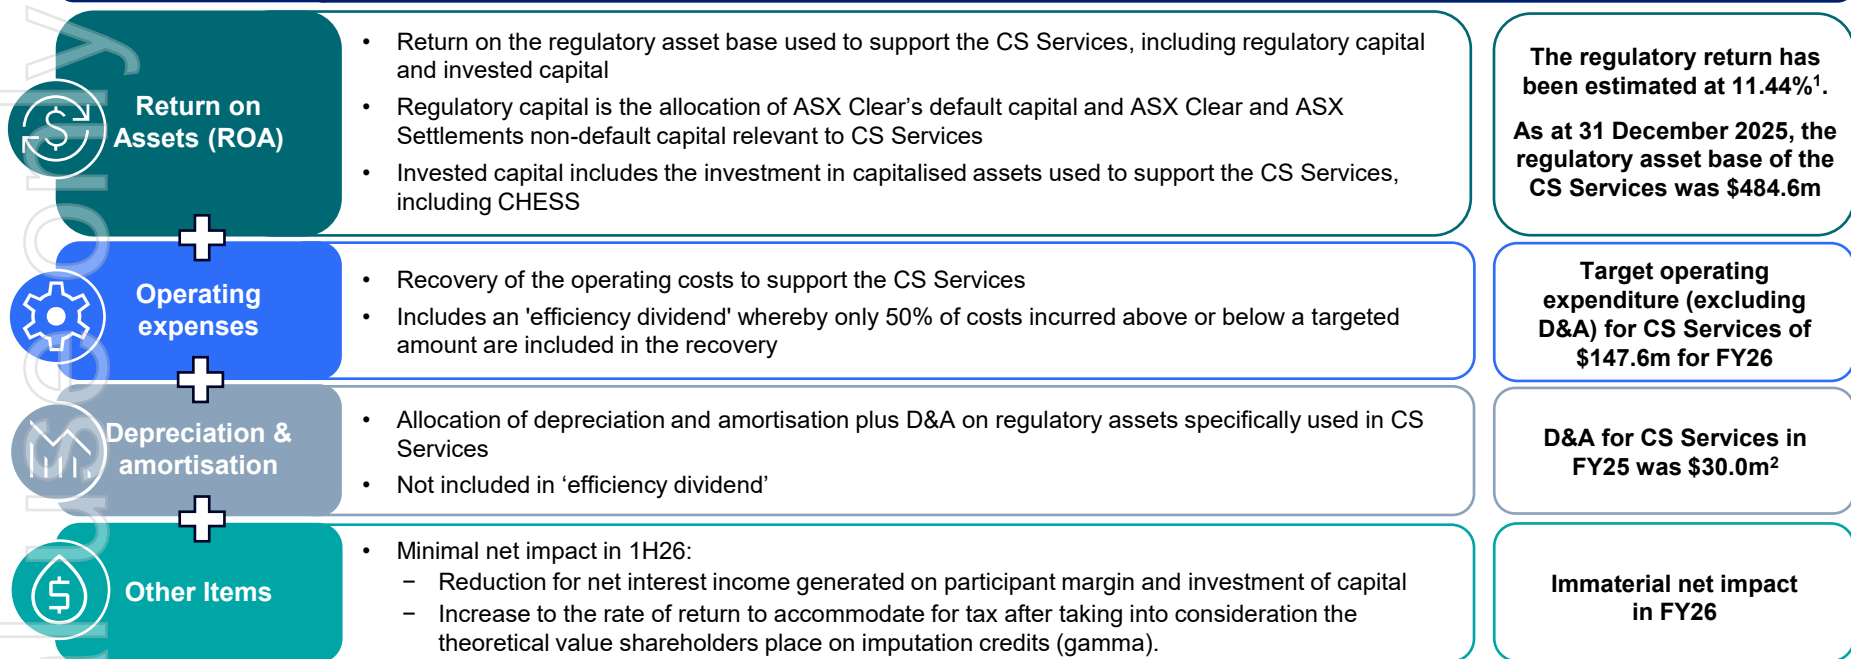 Return on
Assets (ROA)
• Return on the regulatory asset base used to support the CS Services, including regulatory capital
and invested capital
• Regulatory capital is the allocation of ASX Clear's default capital and ASX Clear and ASX
Settlements non-default capital relevant to CS Services
• Invested capital includes the investment in capitalised assets used to support the CS Services,
including CHESS
The regulatory return has
been estimated at 11.44%¹.
As at 31 December 2025, the
regulatory asset base of the
CS Services was $484.6m
Operating
expenses
• Recovery of the operating costs to support the CS Services
• Includes an 'efficiency dividend' whereby only 50% of costs incurred above or below a targeted
amount are included in the recovery
Target operating
expenditure (excluding
D&A) for CS Services of
$147.6m for FY26
Depreciation &
amortisation
• Allocation of depreciation and amortisation plus D&A on regulatory assets specifically used in CS
Services
• Not included in ‘efficiency dividend’
D&A for CS Services in
FY25 was $30.0m²
Other Items
• Minimal net impact in 1H26:
− Reduction for net interest income generated on participant margin and investment of capital
− Increase to the rate of return to accommodate for tax after taking into consideration the
theoretical value shareholders place on imputation credits (gamma).
Immaterial net impact
in FY26
use only